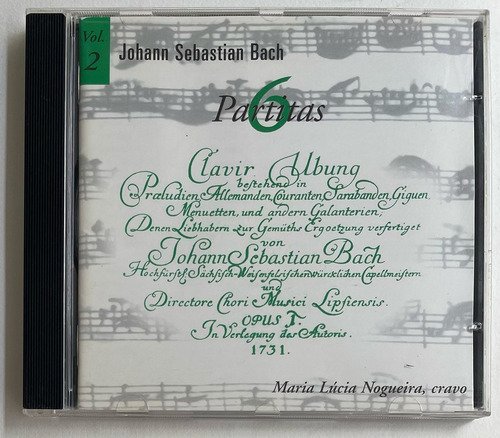 Vol.
2
Johann Sebastian Bach
6
Partitas
Clavir Ubung
bestehend in
Præludien, Allemanden, Couranten, Sarabanden, Giguen,
Menuetten, und andern Galanterien,
Denen Liebhabern zur Gemüths Ergoetzung verfertiget
von
Johann Sebastian Bach
Hochfürstl. Sächsisch-Weisenfelsischen würcklichen Capellmeistern
und
Directore Chori Musici Lipsiensis.
OPUS I.
In Verlegung des Autoris.
1731.
Maria Lúcia Nogueira, cravo